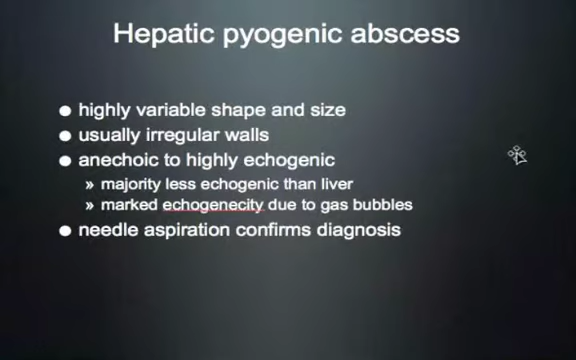 Hepatic pyogenic abscess
● highly variable shape and size
● usually irregular walls
● anechoic to highly echogenic
» majority less echogenic than liver
» marked echogenecity due to gas bubbles
● needle aspiration confirms diagnosis